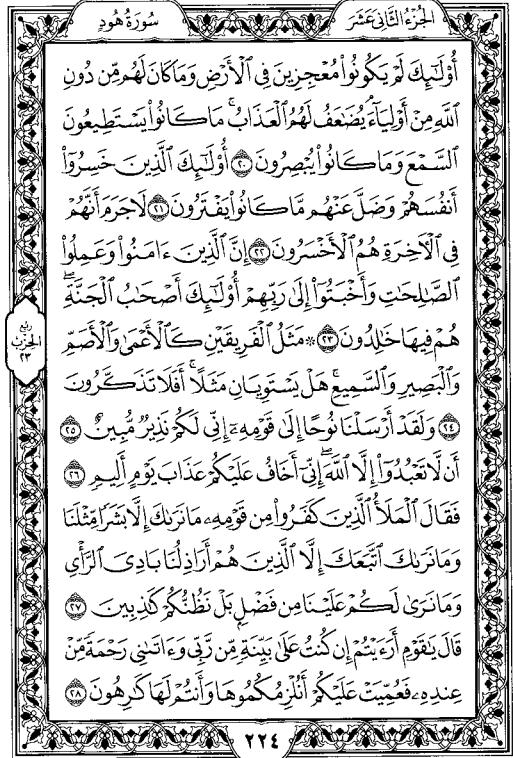 الجزء الثاني عشر
سورة هود
أُوْلَٰٓئِكَ لَمْ يَكُونُواْ مُعْجِزِينَ فِي ٱلْأَرْضِ وَمَا كَانَ لَهُم مِّن دُونِ
ٱللَّهِ مِنْ أَوْلِيَآءَۘ يُضَٰعَفُ لَهُمُ ٱلْعَذَابُۚ مَا كَانُواْ يَسْتَطِيعُونَ
ٱلسَّمْعَ وَمَا كَانُواْ يُبْصِرُونَ ٢٠ أُوْلَٰٓئِكَ ٱلَّذِينَ خَسِرُوٓاْ
أَنفُسَهُمْ وَضَلَّ عَنْهُم مَّا كَانُواْ يَفْتَرُونَ ٢١ لَا جَرَمَ أَنَّهُمْ
فِي ٱلْأٓخِرَةِ هُمُ ٱلْأَخْسَرُونَ ٢٢ إِنَّ ٱلَّذِينَ ءَامَنُواْ وَعَمِلُواْ
ٱلصَّٰلِحَٰتِ وَأَخْبَتُوٓاْ إِلَىٰ رَبِّهِمْ أُوْلَٰٓئِكَ أَصْحَٰبُ ٱلْجَنَّةِۖ
هُمْ فِيهَا خَٰلِدُونَ ٢٣ ۞ مَثَلُ ٱلْفَرِيقَيْنِ كَٱلْأَعْمَىٰ وَٱلْأَصَمِّ
وَٱلْبَصِيرِ وَٱلسَّمِيعِۚ هَلْ يَسْتَوِيَانِ مَثَلًاۚ أَفَلَا تَذَكَّرُونَ
٢٤ وَلَقَدْ أَرْسَلْنَا نُوحًا إِلَىٰ قَوْمِهِۦٓ إِنِّي لَكُمْ نَذِيرٌ مُّبِينٌ ٢٥
أَن لَّا تَعْبُدُوٓاْ إِلَّا ٱللَّهَۖ إِنِّيٓ أَخَافُ عَلَيْكُمْ عَذَابَ يَوْمٍ أَلِيمٍ ٢٦
فَقَالَ ٱلْمَلَأُ ٱلَّذِينَ كَفَرُواْ مِن قَوْمِهِۦ مَا نَرَىٰكَ إِلَّا بَشَرًا مِّثْلَنَا
وَمَا نَرَىٰكَ ٱتَّبَعَكَ إِلَّا ٱلَّذِينَ هُمْ أَرَاذِلُنَا بَادِيَ ٱلرَّأْيِ
وَمَا نَرَىٰ لَكُمْ عَلَيْنَا مِن فَضْلٍۭ بَلْ نَظُنُّكُمْ كَٰذِبِينَ ٢٧
قَالَ يَٰقَوْمِ أَرَءَيْتُمْ إِن كُنتُ عَلَىٰ بَيِّنَةٍ مِّن رَّبِّي وَءَاتَىٰنِي رَحْمَةً مِّنْ
عِندِهِۦ فَعُمِّيَتْ عَلَيْكُمْ أَنُلْزِمُكُمُوهَا وَأَنتُمْ لَهَا كَٰرِهُونَ ٢٨
ربع
الحزب
٢٣
٢٢٤